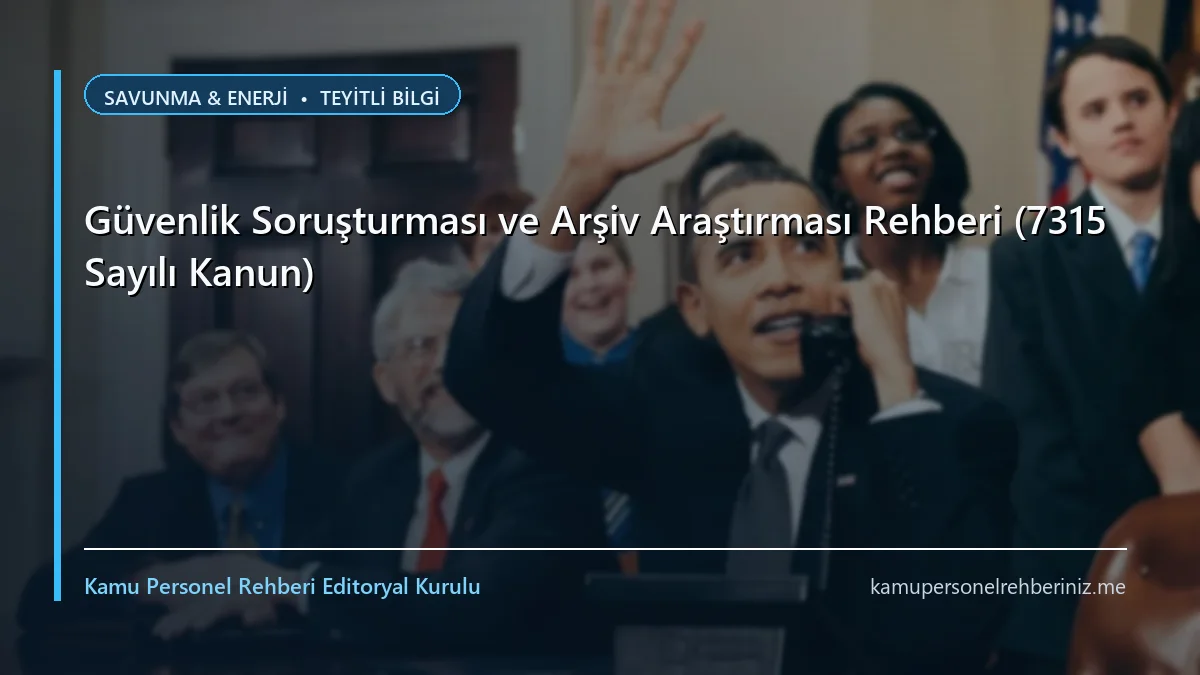 SAVUNMA & ENERJİ • TEYİTLİ BİLGİ
Güvenlik Soruşturması ve Arşiv Araştırması Rehberi (7315
Sayılı Kanun)
Kamu Personel Rehberi Editoryal Kurulu
kamupersonelrehberiniz.me